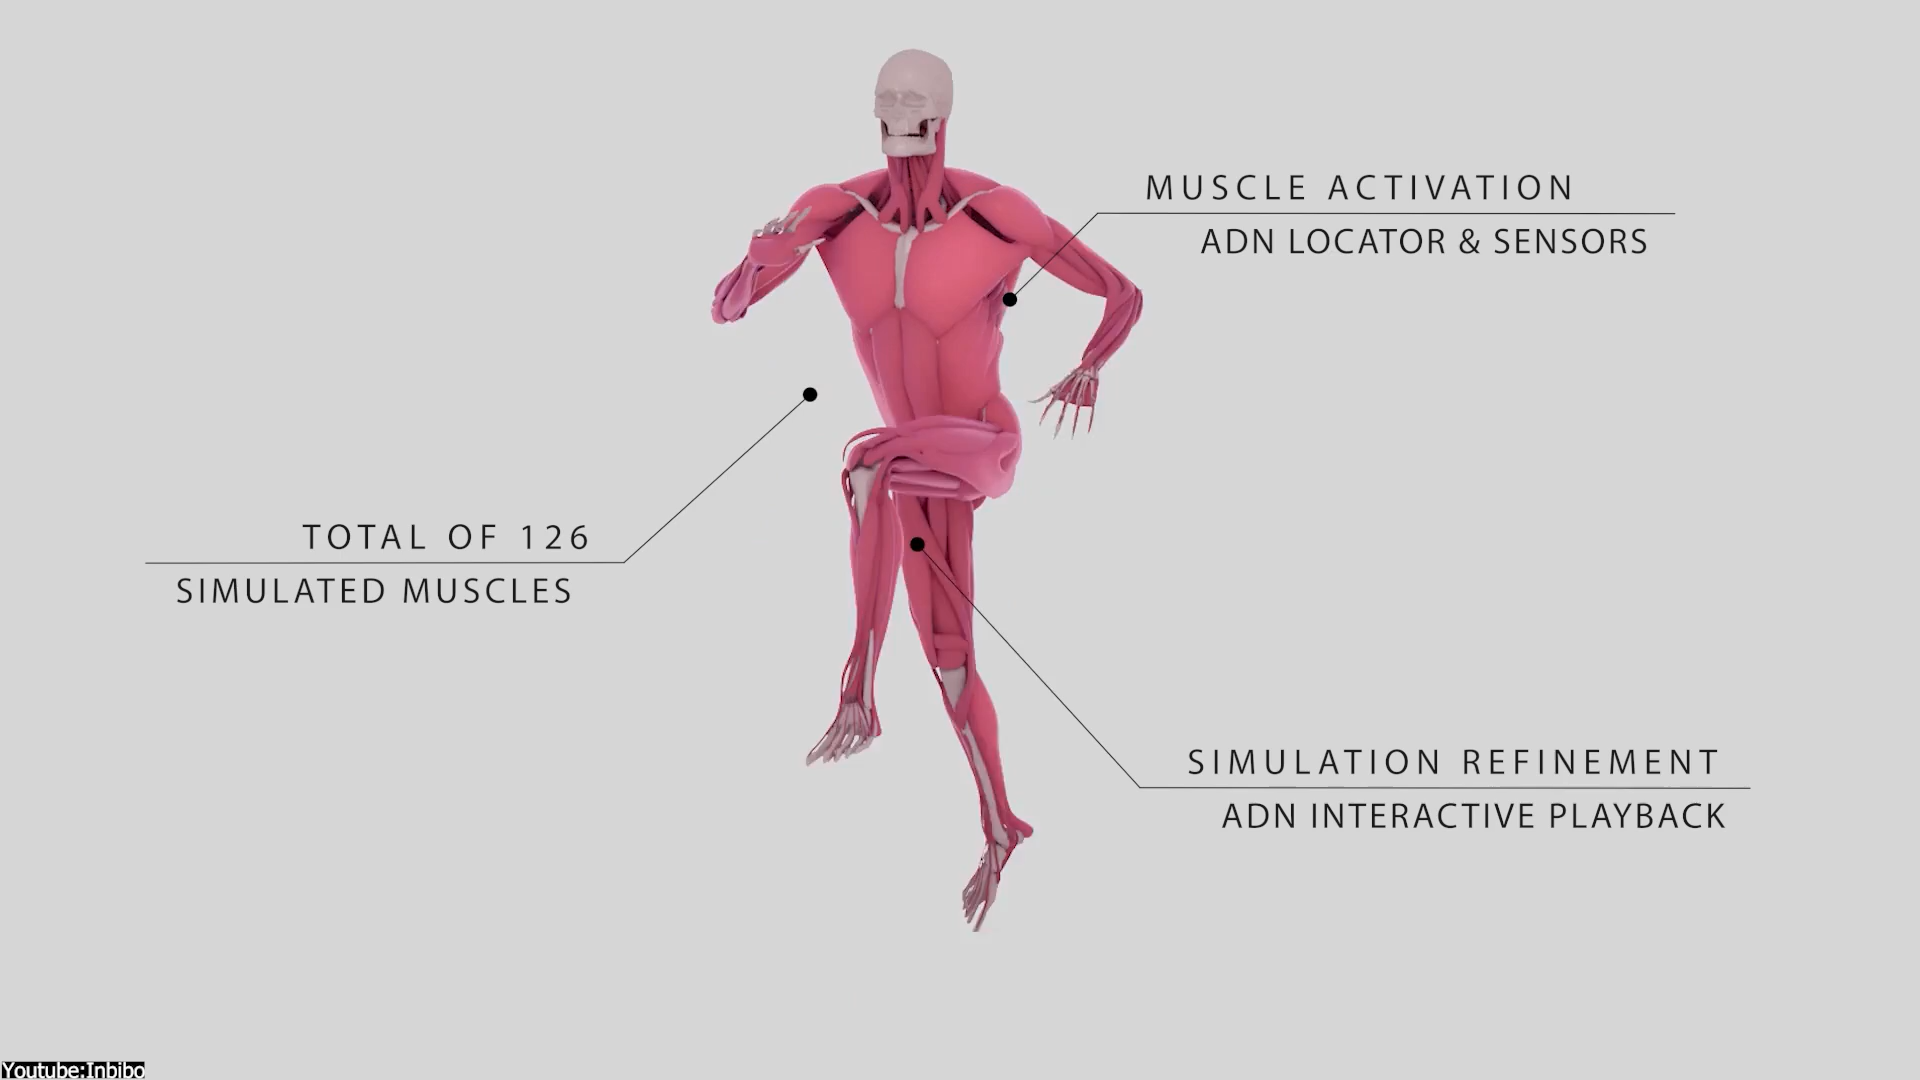 MUSCLE ACTIVATION
ADN LOCATOR & SENSORS
TOTAL OF 126
SIMULATED MUSCLES
SIMULATION REFINEMENT
ADN INTERACTIVE PLAYBACK
Youtube:Inbibo